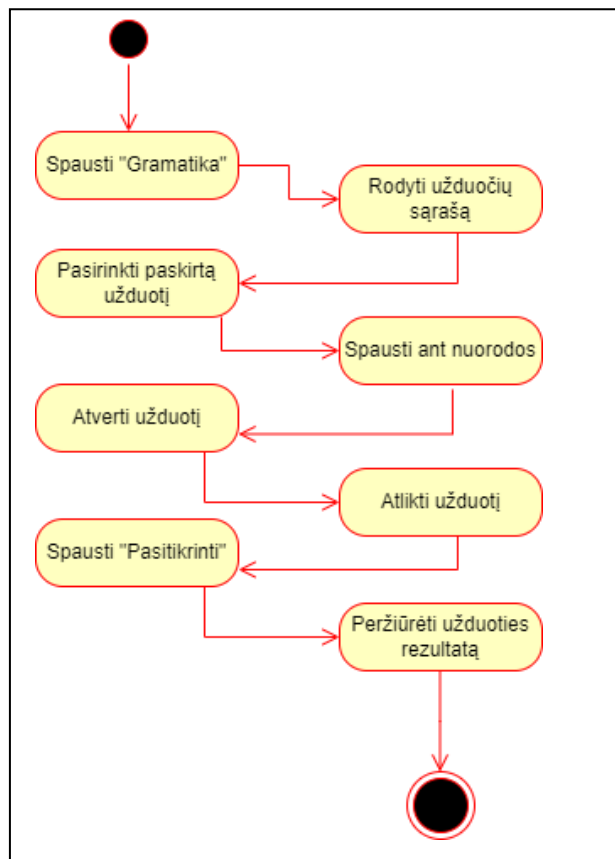 Spausti "Gramatika"
Rodyti užduočių
sąrašą
Pasirinkti paskirtą
užduotį
Spausti ant nuorodos
Atverti užduotį
Atlikti užduotį
Spausti "Pasitikrinti"
Peržiūrėti užduoties
rezultatą